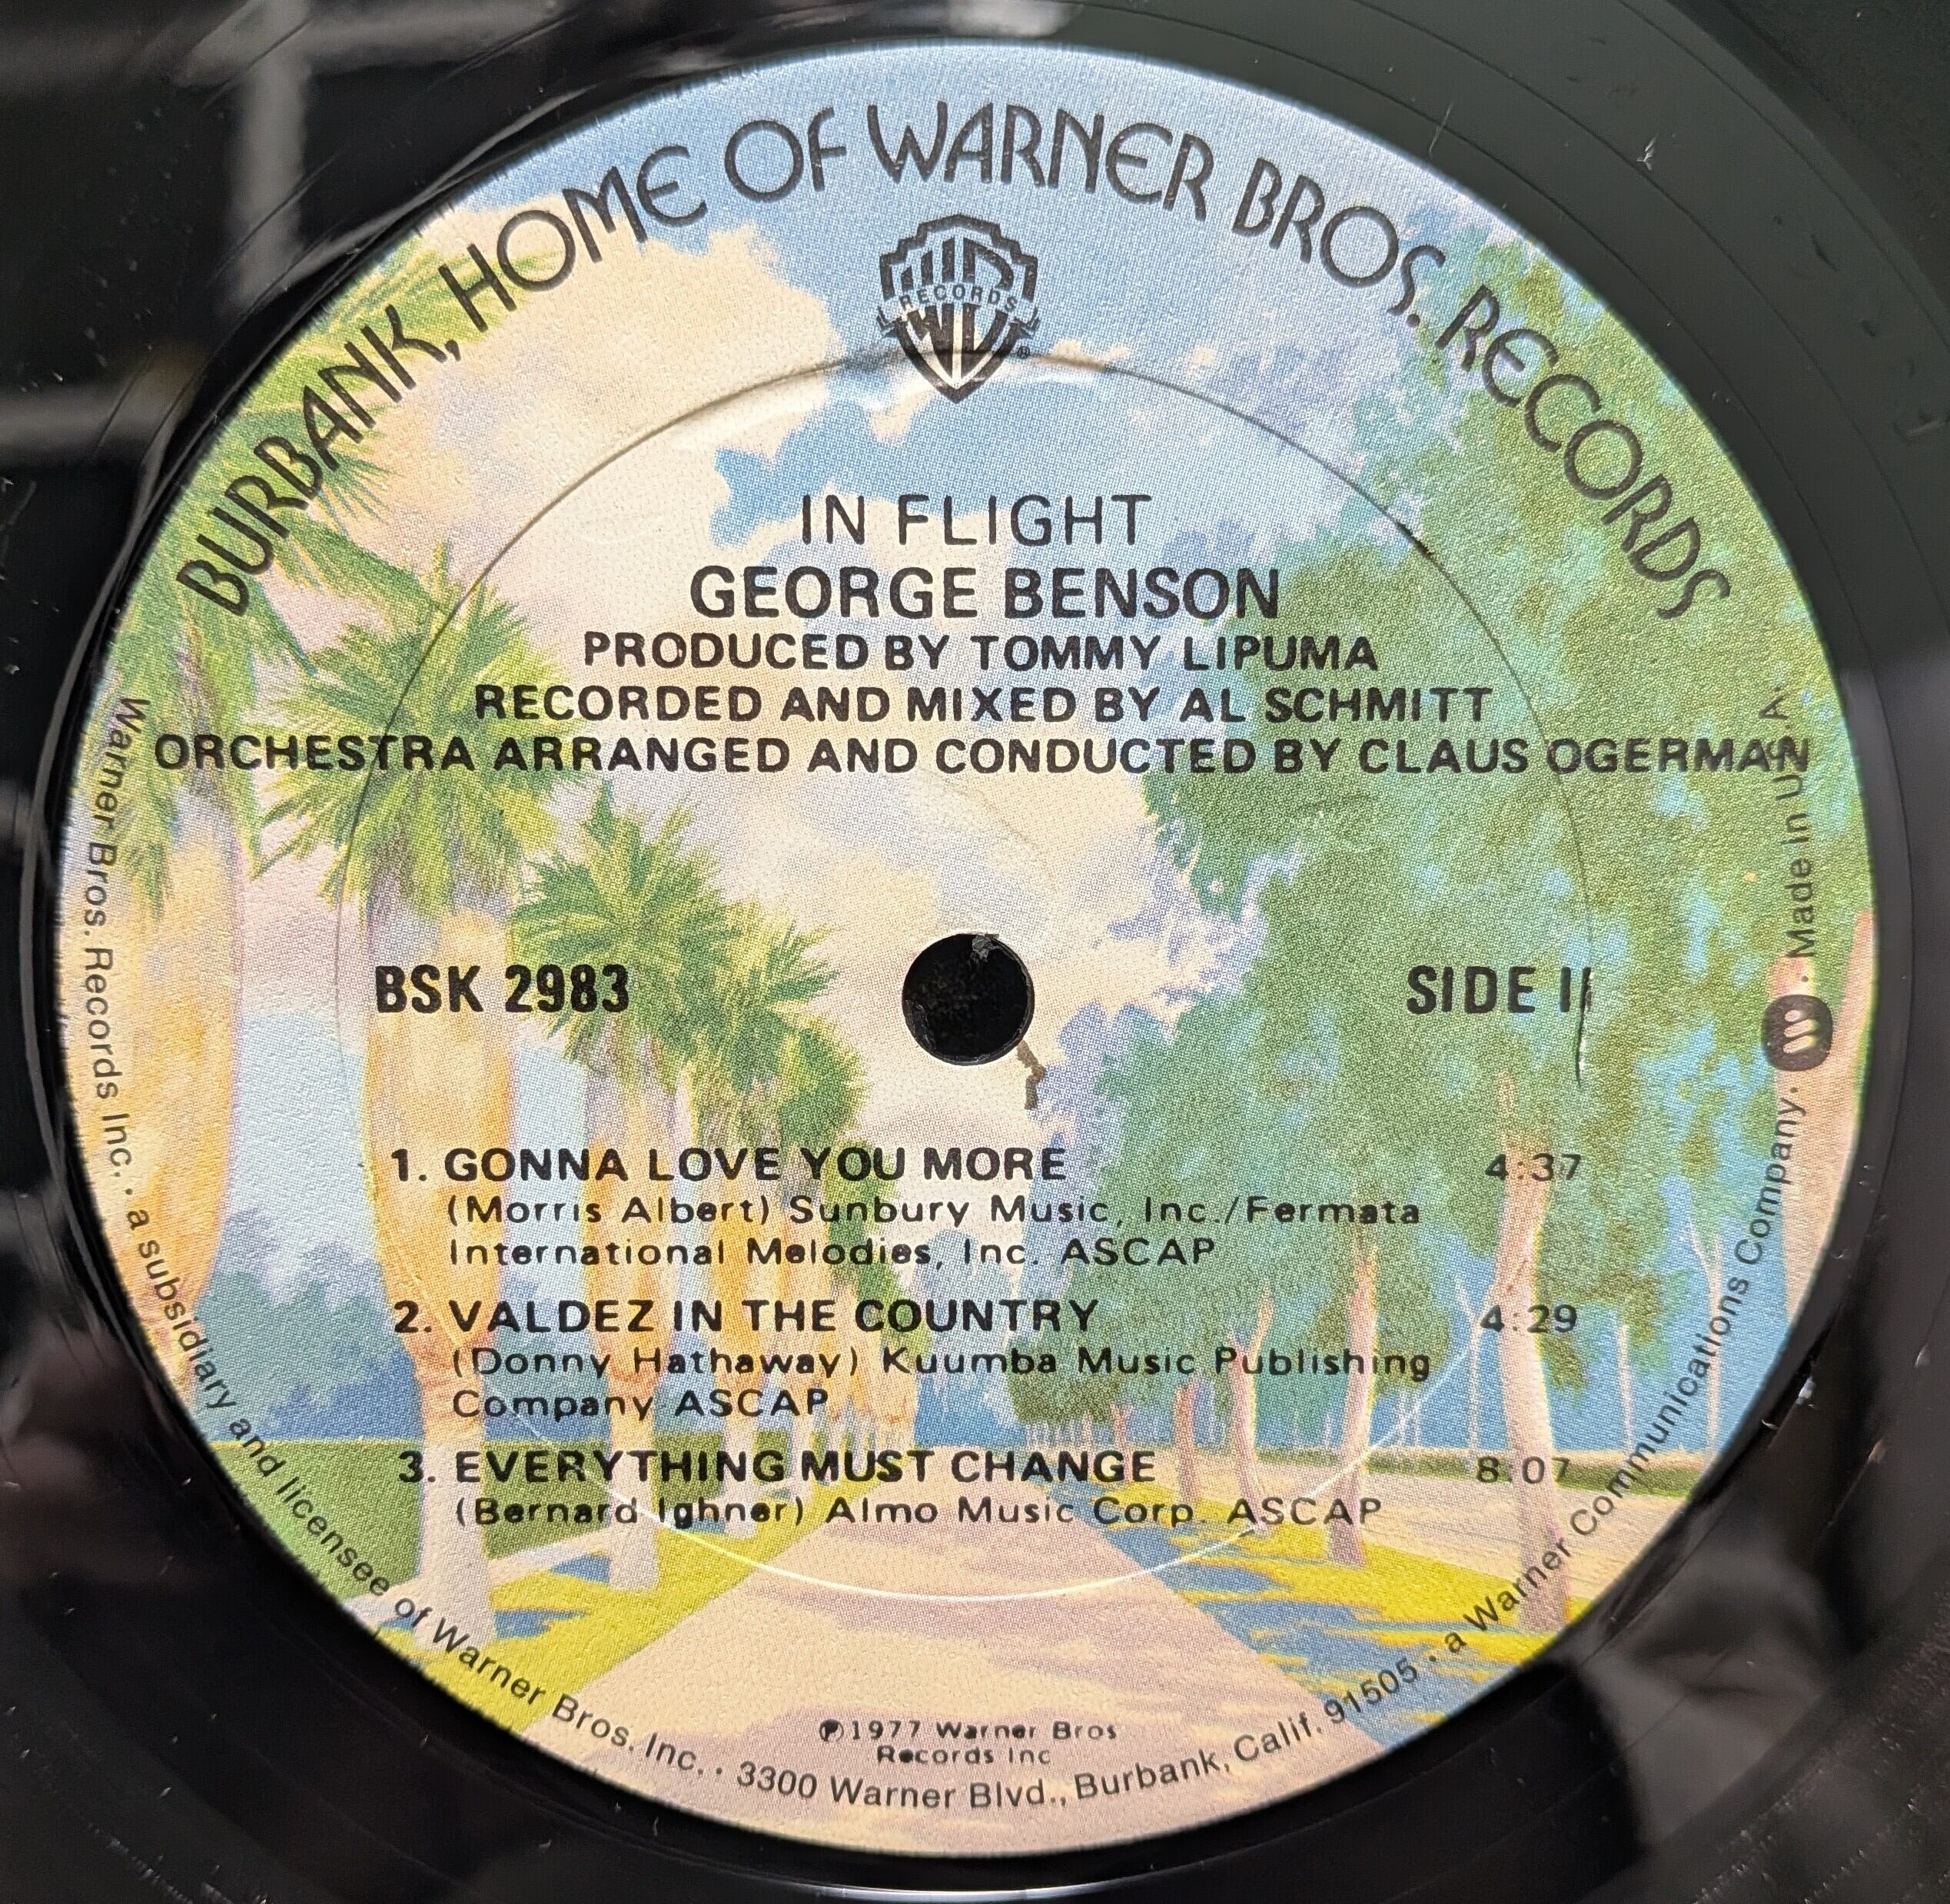 BURBANK, HOME OF WARNER BROS. RECORDS
RECORDS
IN FLIGHT
GEORGE BENSON
PRODUCED BY TOMMY LIPUMA
RECORDED AND MIXED BY AL SCHMITT
ORCHESTRA ARRANGED AND CONDUCTED BY CLAUS OGERMAN
BSK 2983
SIDE II
1. GONNA LOVE YOU MORE 4:37
(Morris Albert) Sunbury Music, Inc./Fermata
International Melodies, Inc. ASCAP
2. VALDEZ IN THE COUNTRY 4:29
(Donny Hathaway) Kuumba Music Publishing
Company ASCAP
3. EVERYTHING MUST CHANGE 8:07
(Bernard Ighner) Almo Music Corp. ASCAP
℗1977 Warner Bros
Records Inc
Warner Bros. Records Inc. · a subsidiary and licensee of Warner Bros. Inc. · 3300 Warner Blvd., Burbank, Calif. 91505 · a Warner Communications Company. · Made in U.S.A.